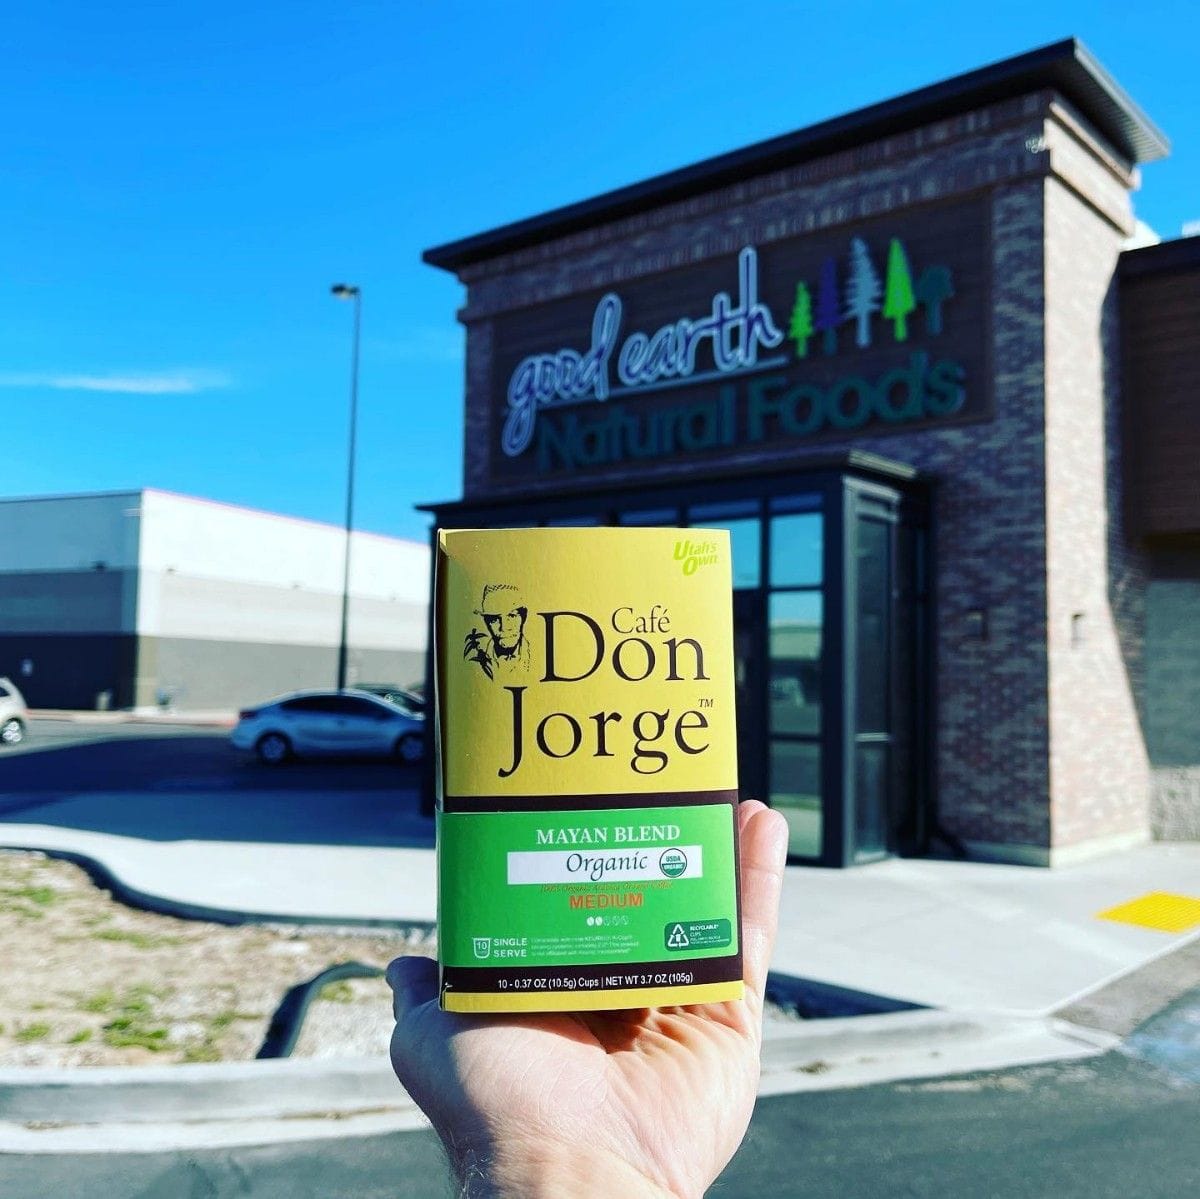 good earth
Natural Foods
Utah's
Own
Café
Don
Jorge™
MAYAN BLEND
Organic
USDA
ORGANIC
MEDIUM
10
SINGLE
SERVE
RECYCLABLE*
CUPS
10 - 0.37 OZ (10.5g) Cups | NET WT 3.7 OZ (105g)